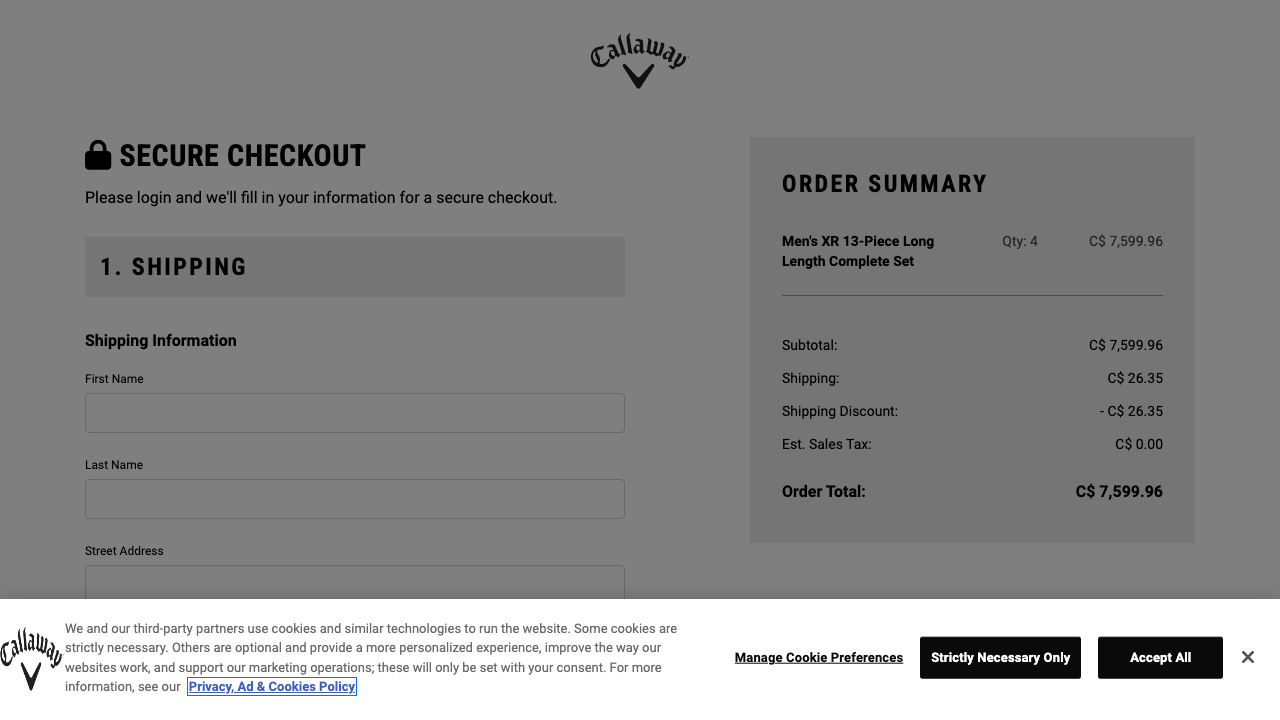 Callaway
SECURE CHECKOUT
Please login and we'll fill in your information for a secure checkout.
1. SHIPPING
Shipping Information
First Name
Last Name
Street Address
ORDER SUMMARY
Men's XR 13-Piece Long Qty: 4 C$ 7,599.96
Length Complete Set
Subtotal: C$ 7,599.96
Shipping: C$ 26.35
Shipping Discount: - C$ 26.35
Est. Sales Tax: C$ 0.00
Order Total: C$ 7,599.96
Callaway
We and our third-party partners use cookies and similar technologies to run the website. Some cookies are
strictly necessary. Others are optional and provide a more personalized experience, improve the way our
websites work, and support our marketing operations; these will only be set with your consent. For more
information, see our Privacy, Ad & Cookies Policy
Manage Cookie Preferences
Strictly Necessary Only
Accept All